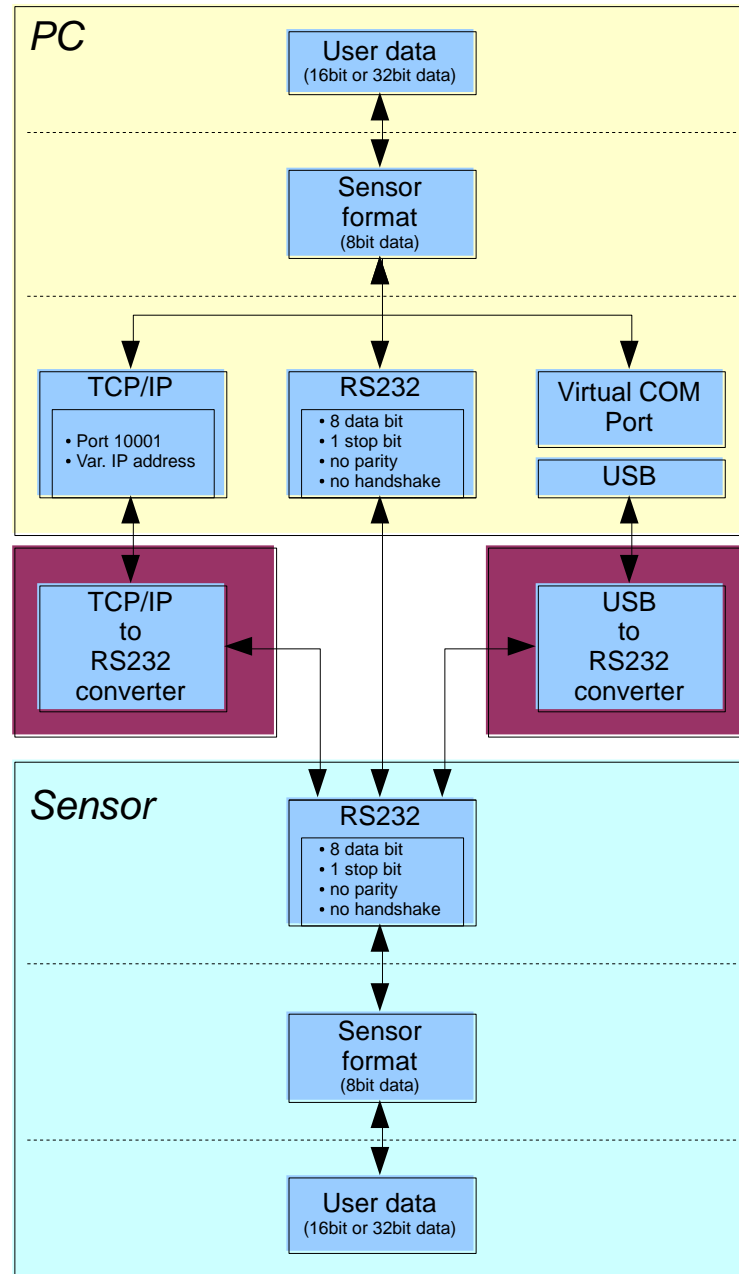 PC
User data
(16bit or 32bit data)
Sensor
format
(8bit data)
TCP/IP
• Port 10001
• Var. IP address
RS232
• 8 data bit
• 1 stop bit
• no parity
• no handshake
Virtual COM
Port
USB
TCP/IP
to
RS232
converter
USB
to
RS232
converter
Sensor
RS232
• 8 data bit
• 1 stop bit
• no parity
• no handshake
Sensor
format
(8bit data)
User data
(16bit or 32bit data)